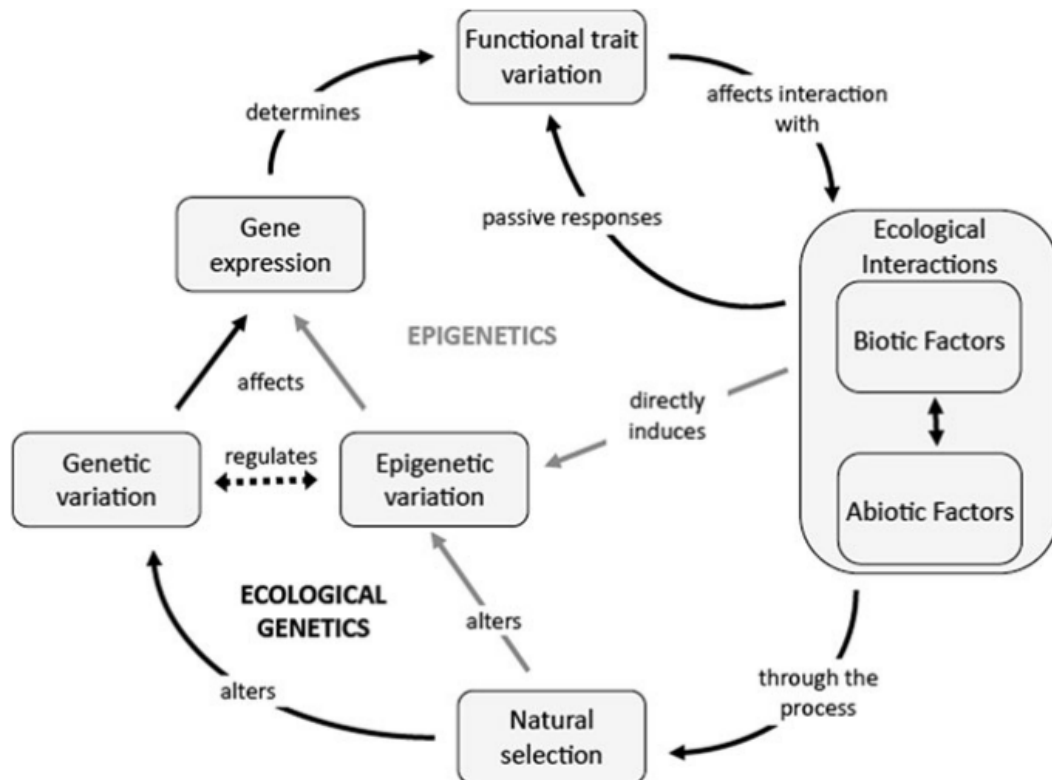 Functional trait
variation
determines
affects interaction
with
Gene
expression
passive responses
Ecological
Interactions
Biotic Factors
EPIGENETICS
affects
directly
induces
Genetic
variation
regulates
Epigenetic
variation
Abiotic Factors
ECOLOGICAL
GENETICS
alters
alters
through the
process
Natural
selection